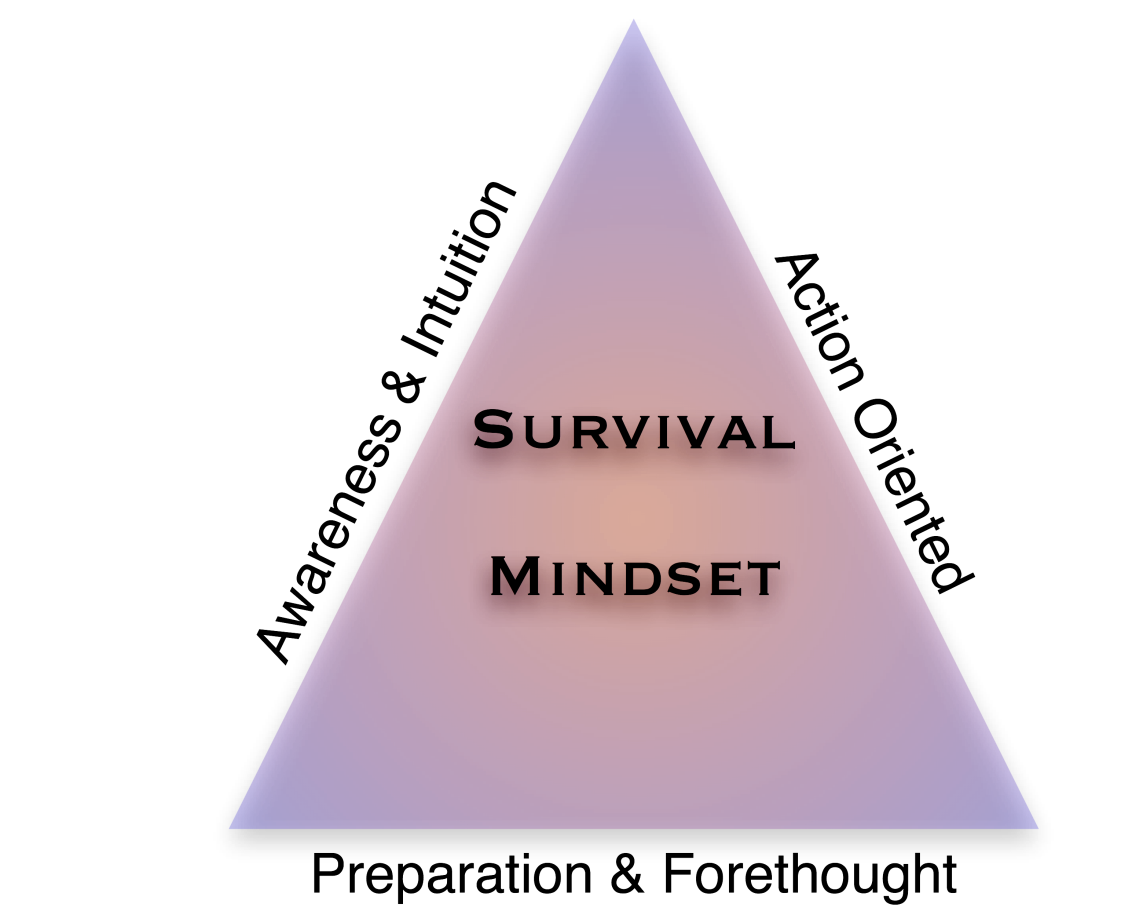 Awareness & Intuition
Action Oriented
SURVIVAL
MINDSET
Preparation & Forethought